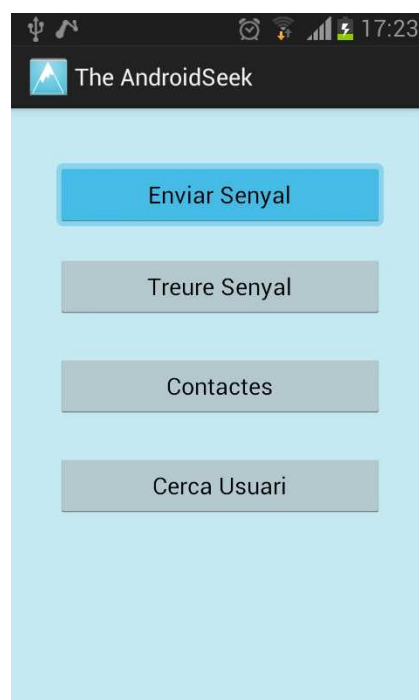 17:23
The AndroidSeek
Enviar Senyal
Treure Senyal
Contactes
Cerca Usuari